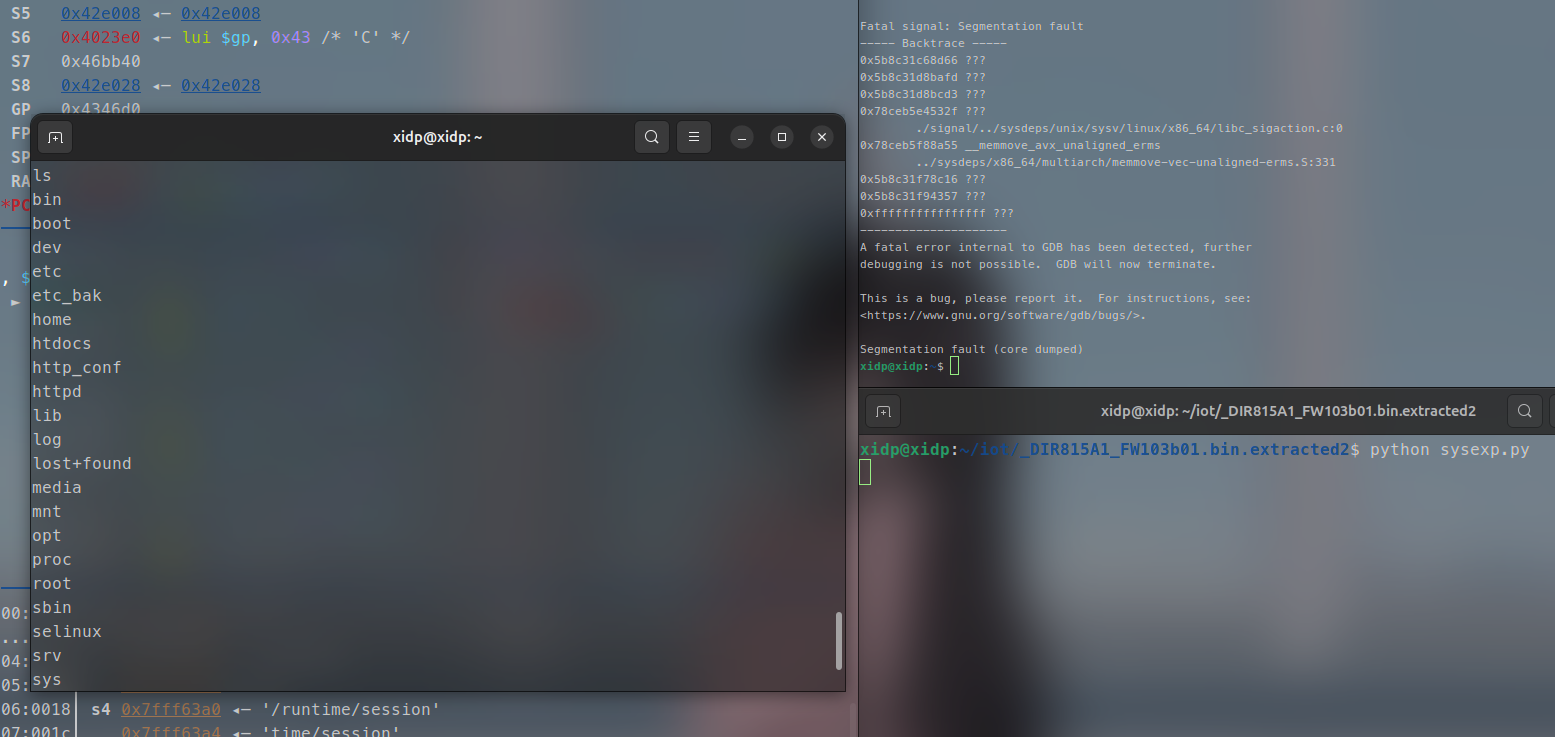 S5 0x42e008 ◂— 0x42e008
S6 0x4023e0 ◂— lui $gp, 0x43 /* 'C' */
S7 0x46bb40
S8 0x42e028 ◂— 0x42e028
GP 0x4346d0
FP
SP
RA
*PC
, $
►
00:
...
04:
05:
06:0018│ s4 0x7fff63a0 ◂— '/runtime/session'
07:001c│ 0x7fff63a4 ◂— 'time/session'
xidp@xidp: ~
ls
bin
boot
dev
etc
etc_bak
home
htdocs
http_conf
httpd
lib
log
lost+found
media
mnt
opt
proc
root
sbin
selinux
srv
sys
Fatal signal: Segmentation fault
----- Backtrace -----
0x5b8c31c68d66 ???
0x5b8c31d8bafd ???
0x5b8c31d8bcd3 ???
0x78ceb5e4532f ???
./signal/../sysdeps/unix/sysv/linux/x86_64/libc_sigaction.c:0
0x78ceb5f88a55 __memmove_avx_unaligned_erms
../sysdeps/x86_64/multiarch/memmove-vec-unaligned-erms.S:331
0x5b8c31f78c16 ???
0x5b8c31f94357 ???
0xffffffffffffffff ???
---------------------
A fatal error internal to GDB has been detected, further
debugging is not possible.  GDB will now terminate.
This is a bug, please report it.  For instructions, see:
<https://www.gnu.org/software/gdb/bugs/>.
Segmentation fault (core dumped)
xidp@xidp:~$
xidp@xidp: ~/iot/_DIR815A1_FW103b01.bin.extracted2
xidp@xidp:~/iot/_DIR815A1_FW103b01.bin.extracted2$ python sysexp.py